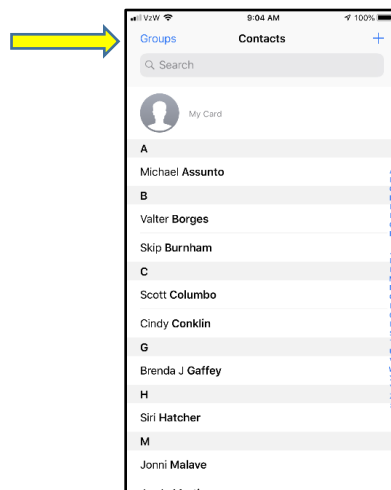 VzW 9:04 AM 100%
Groups Contacts +
Search
My Card
A
Michael Assunto
B
Valter Borges
Skip Burnham
C
Scott Columbo
Cindy Conklin
G
Brenda J Gaffey
H
Siri Hatcher
M
Jonni Malave